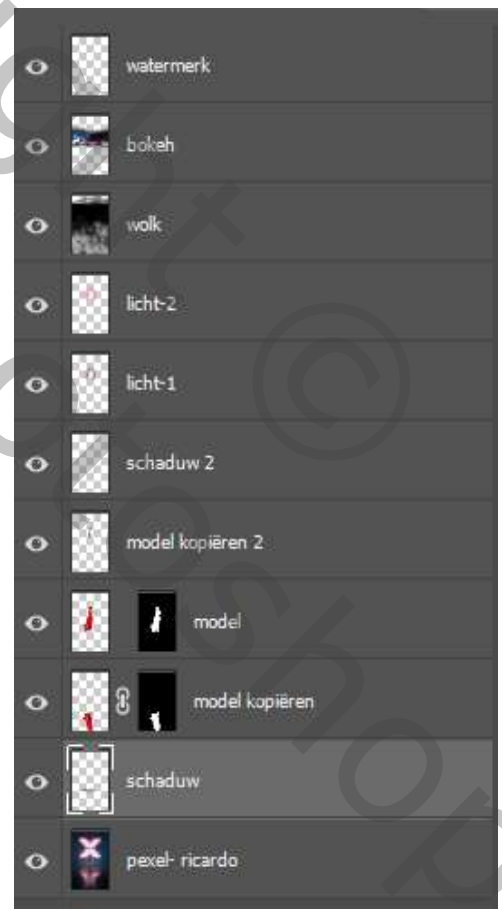 watermerk
bokeh
wolk
licht-2
licht-1
schaduw 2
model kopiëren 2
model
model kopiëren
schaduw
pexel- ricardo